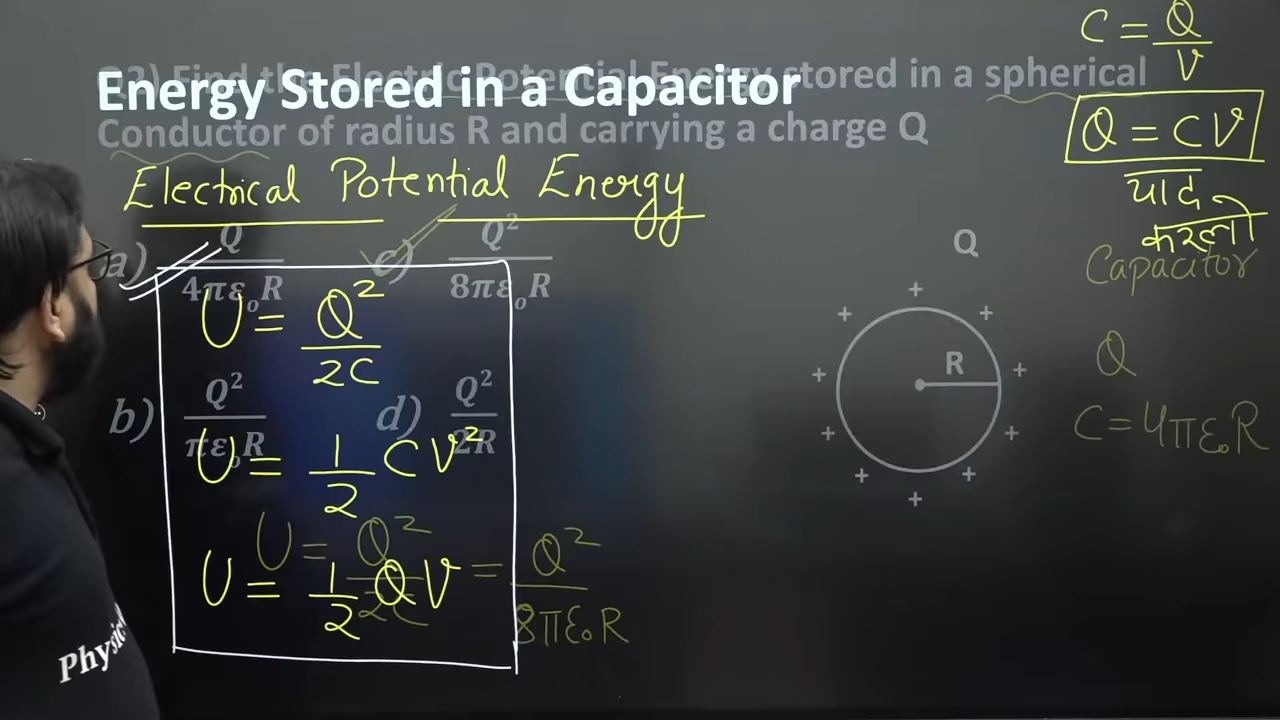 Energy Stored in a Capacitor
Q2) Find the Electric Potential Energy stored in a spherical
Conductor of radius R and carrying a charge Q
Electrical Potential Energy
a) Q/4πε₀R
c) Q²/8πε₀R
U = Q²/2C
b) Q²/πε₀R
d) Q²/2R
U = 1/2 CV²
U = Q²/2C = Q²/8πε₀R
U = 1/2 QV
C = Q/V
Q = CV
याद
करलो
Capacitor
Q
C = 4πε₀R
Q
R
+ + + + + + + + + + +
Physic